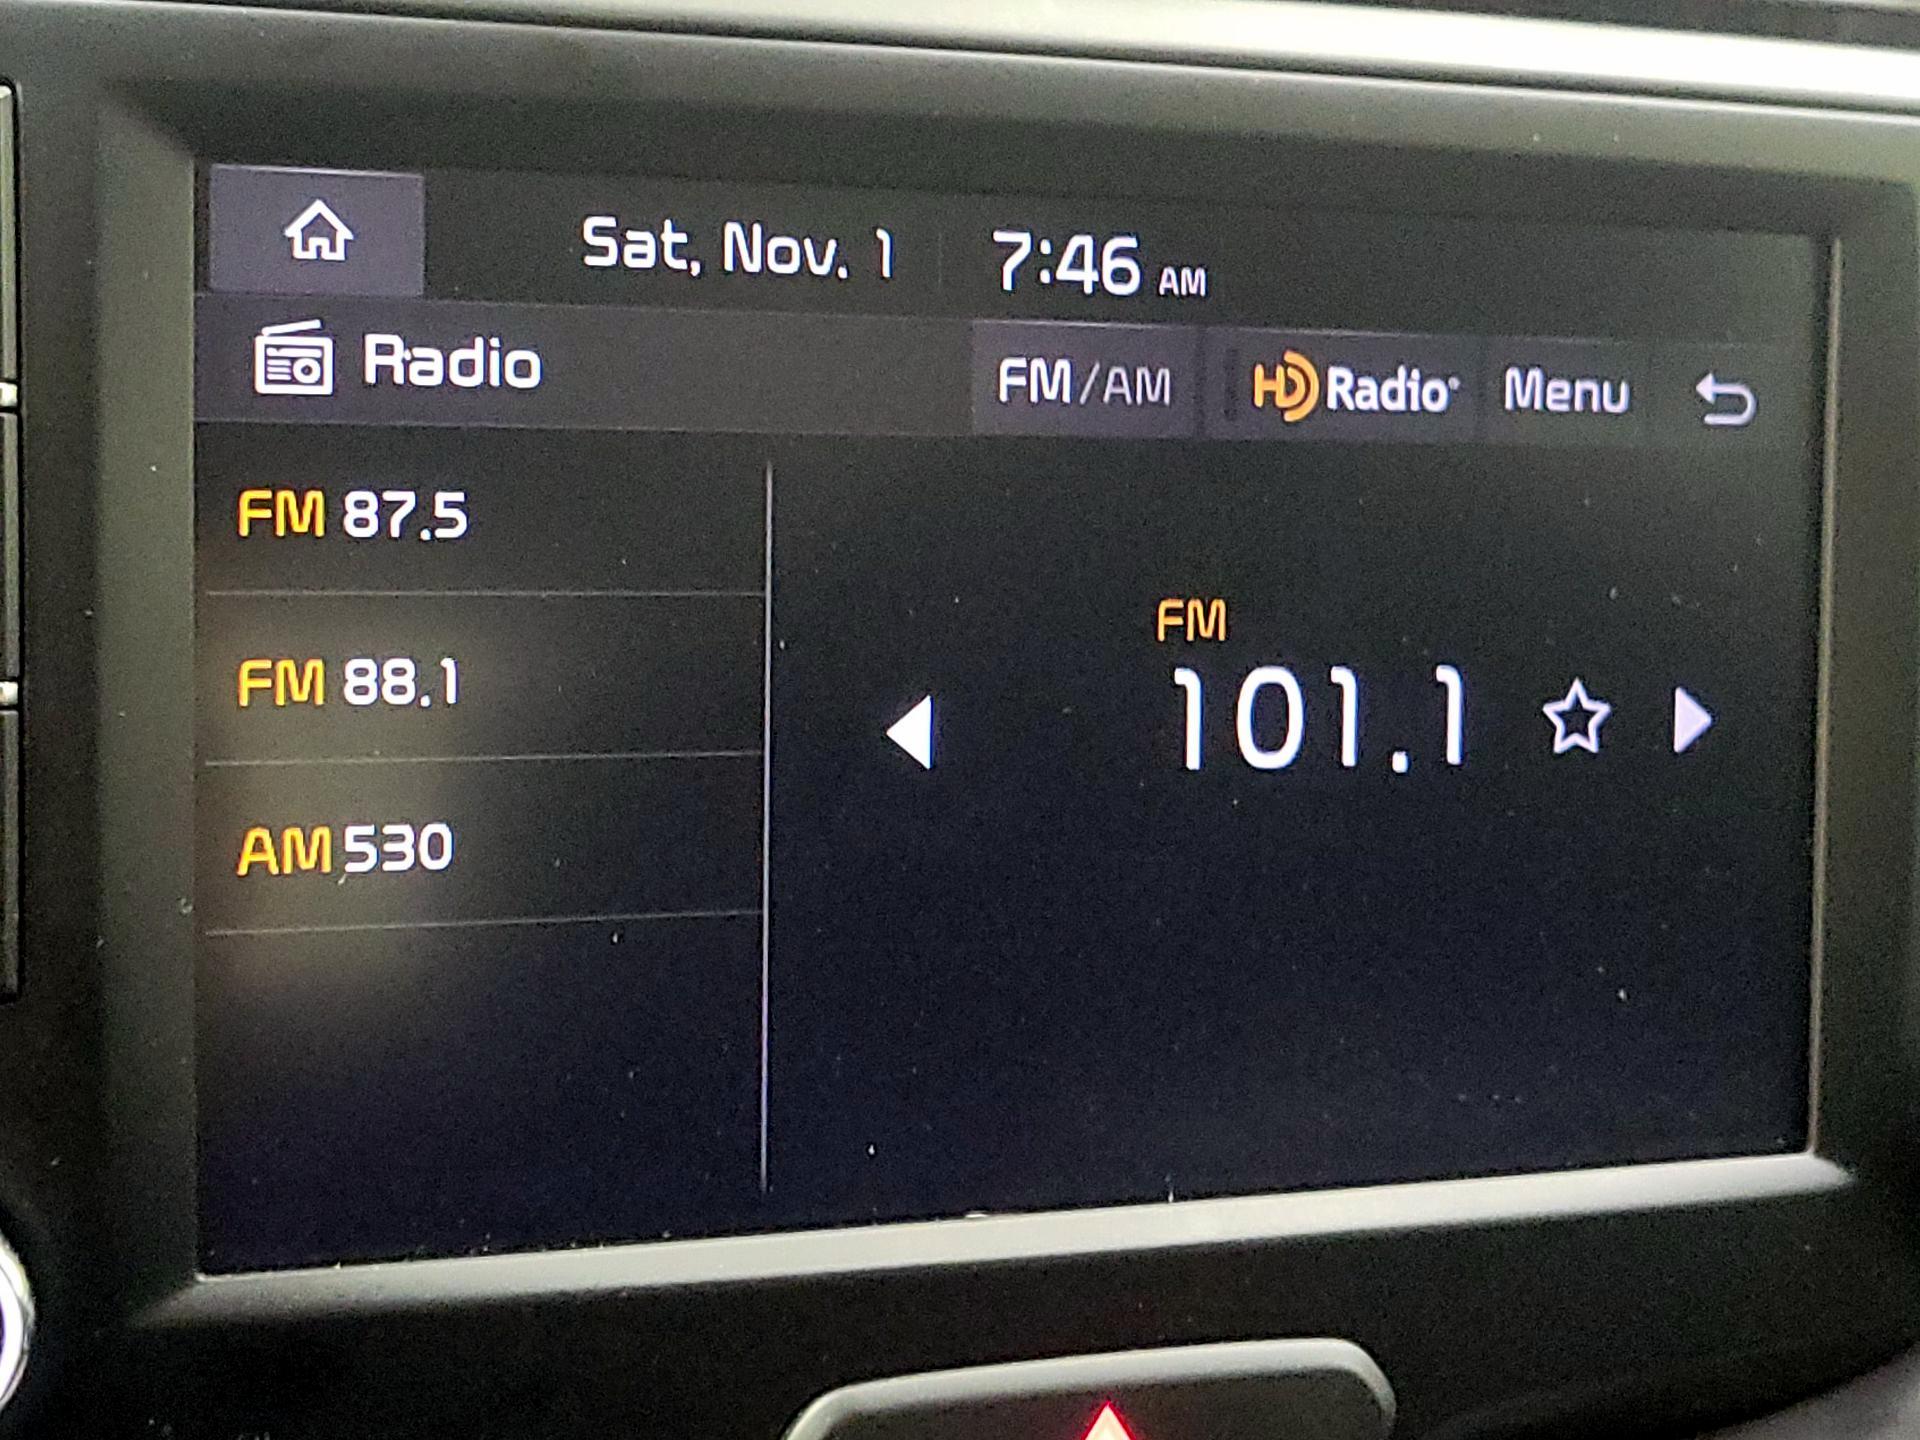 Sat, Nov. 1 7:46 AM
Radio FM/AM HD Radio Menu
FM 87.5
FM 88.1
AM 530
FM
101.1